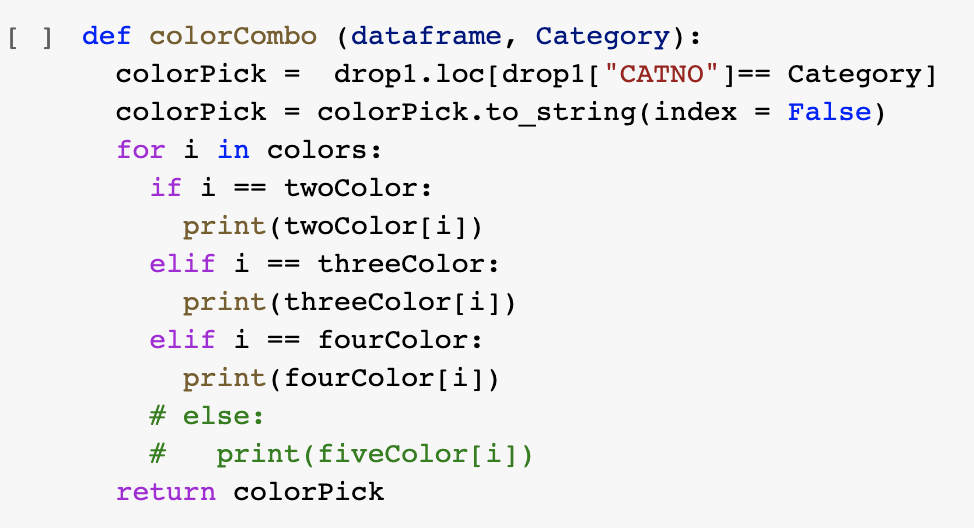 [ ] def colorCombo (dataframe, Category):
  colorPick =  drop1.loc[drop1["CATNO"]== Category]
  colorPick = colorPick.to_string(index = False)
  for i in colors:
    if i == twoColor:
      print(twoColor[i])
    elif i == threeColor:
      print(threeColor[i])
    elif i == fourColor:
      print(fourColor[i])
    # else:
    #   print(fiveColor[i])
  return colorPick